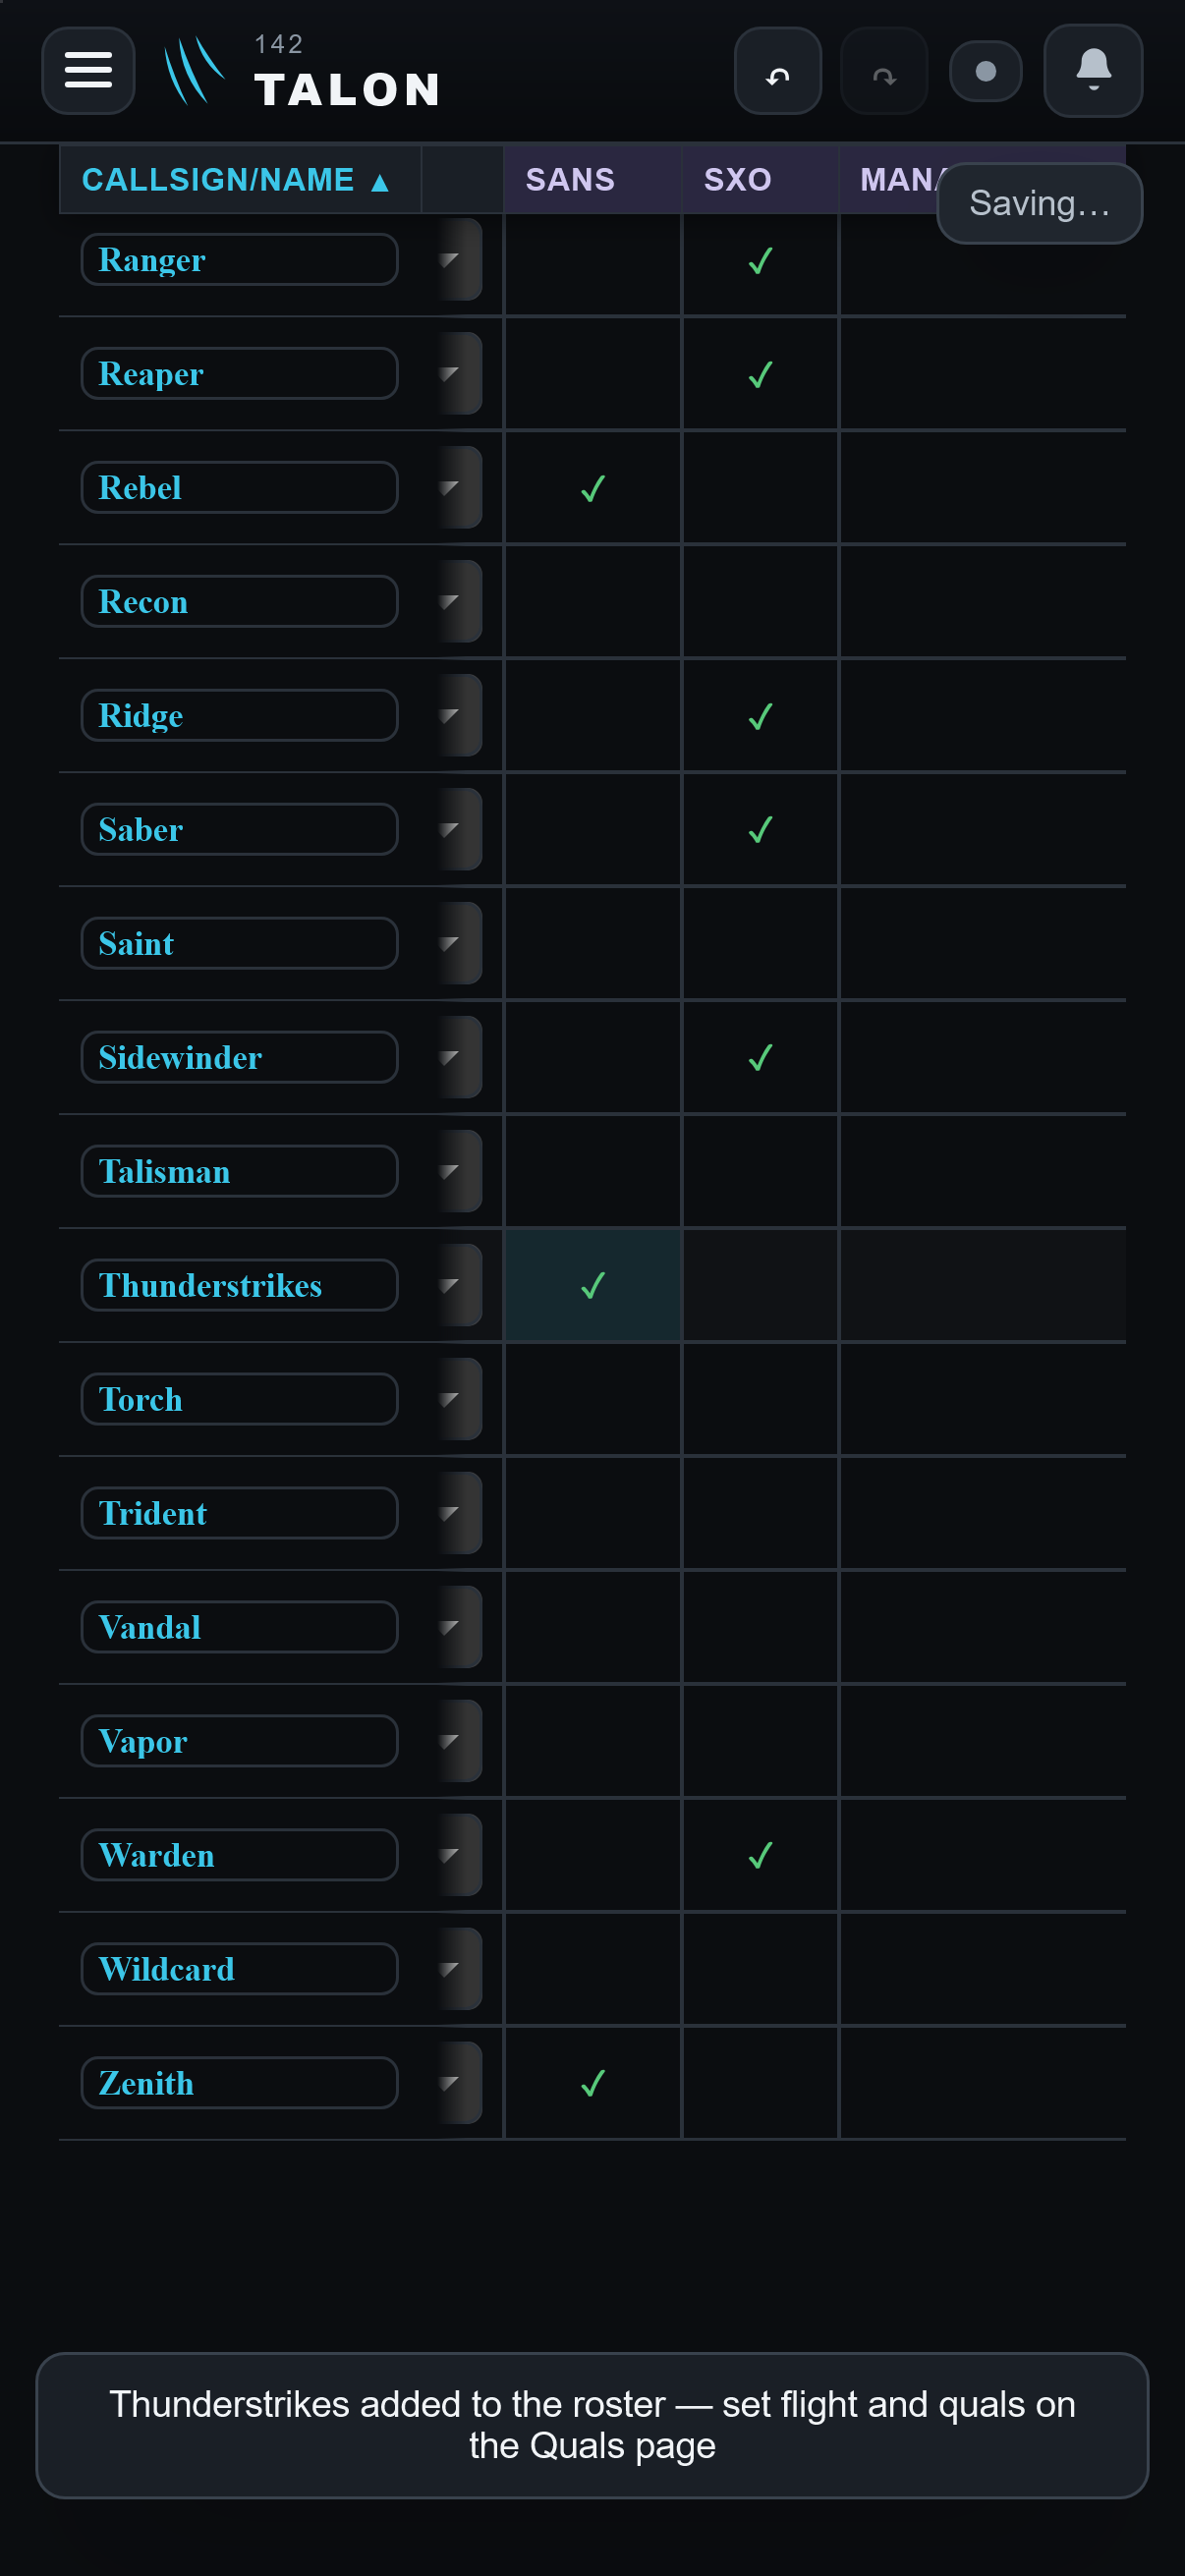 142
TALON
CALLSIGN/NAME ▲ SANS SXO
Saving...
Ranger ✓
Reaper ✓
Rebel ✓
Recon
Ridge ✓
Saber ✓
Saint
Sidewinder ✓
Talisman
Thunderstrikes ✓
Torch
Trident
Vandal
Vapor
Warden ✓
Wildcard
Zenith ✓
Thunderstrikes added to the roster — set flight and quals on
the Quals page